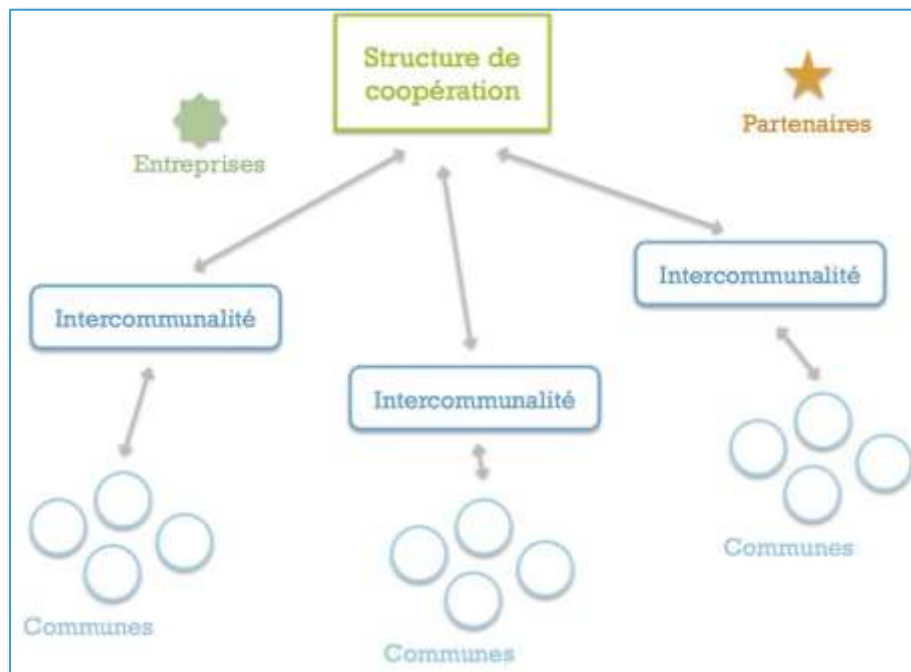 Structure de
coopération
Entreprises
Partenaires
Intercommunalité
Intercommunalité
Intercommunalité
Communes
Communes
Communes